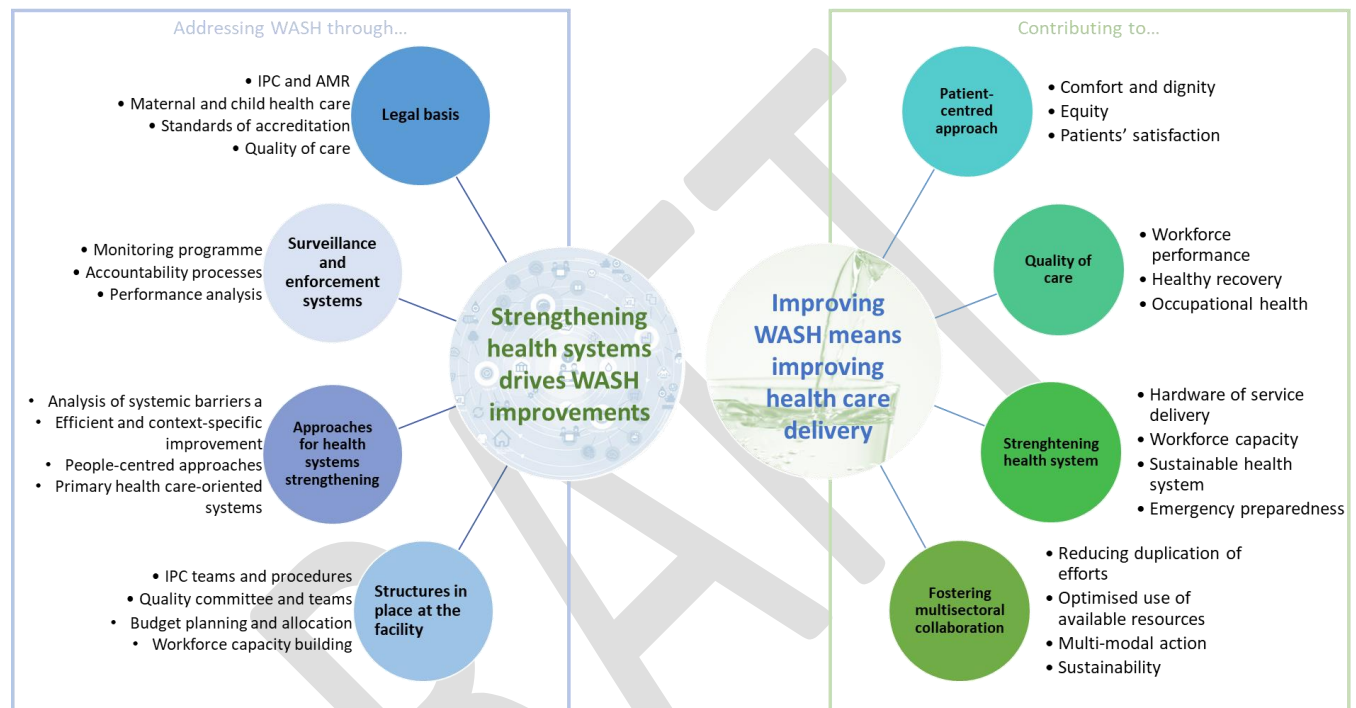 Addressing WASH through...
• IPC and AMR
• Maternal and child health care
• Standards of accreditation
• Quality of care
Legal basis
• Monitoring programme
• Accountability processes
• Performance analysis
Surveillance
and
enforcement
systems
• Analysis of systemic barriers a
• Efficient and context-specific
improvement
• People-centred approaches
• Primary health care-oriented
systems
Approaches
for health
systems
strengthening
• IPC teams and procedures
• Quality committee and teams
• Budget planning and allocation
• Workforce capacity building
Structures in
place at the
facility
Strengthening
health systems
drives WASH
improvements
Contributing to...
Improving
WASH means
improving
health care
delivery
Patient-
centred
approach
• Comfort and dignity
• Equity
• Patients’ satisfaction
Quality of
care
• Workforce
performance
• Healthy recovery
• Occupational health
Strenghtening
health system
• Hardware of service
delivery
• Workforce capacity
• Sustainable health
system
• Emergency preparedness
Fostering
multisectoral
collaboration
• Reducing duplication of
efforts
• Optimised use of
available resources
• Multi-modal action
• Sustainability